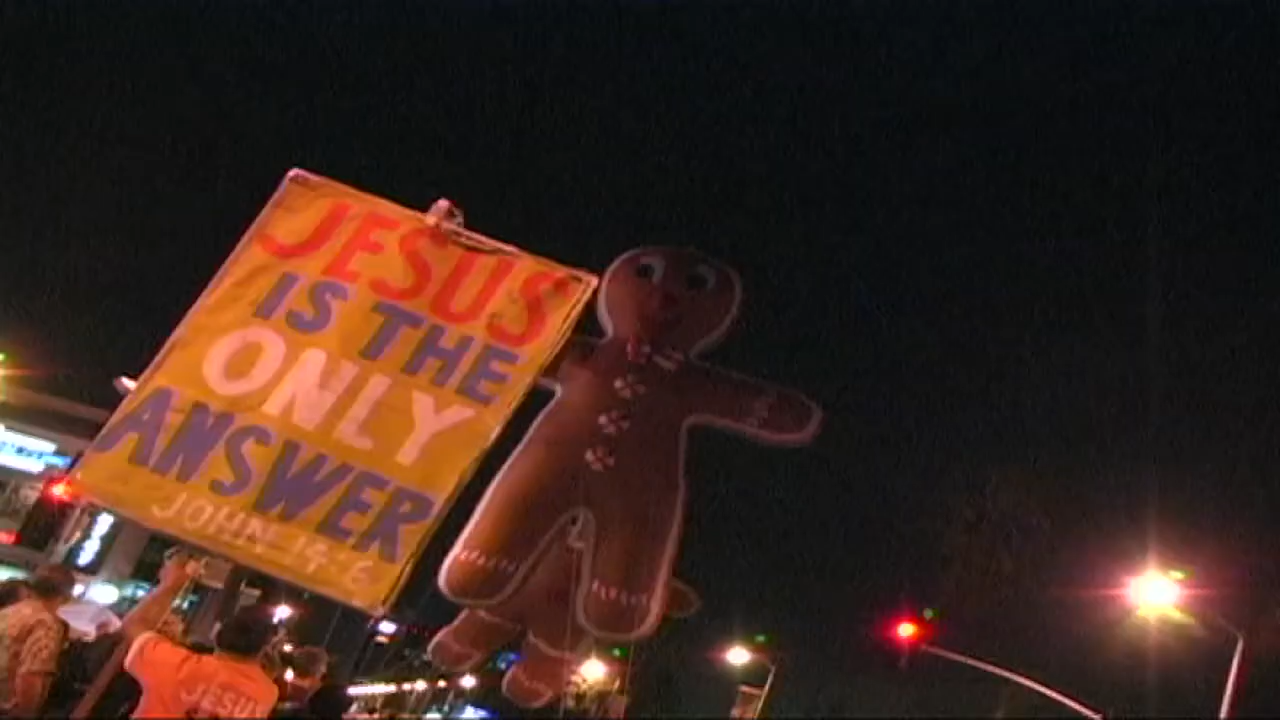 JESUS
IS THE
ONLY
ANSWER
JOHN 14-6
JESUS